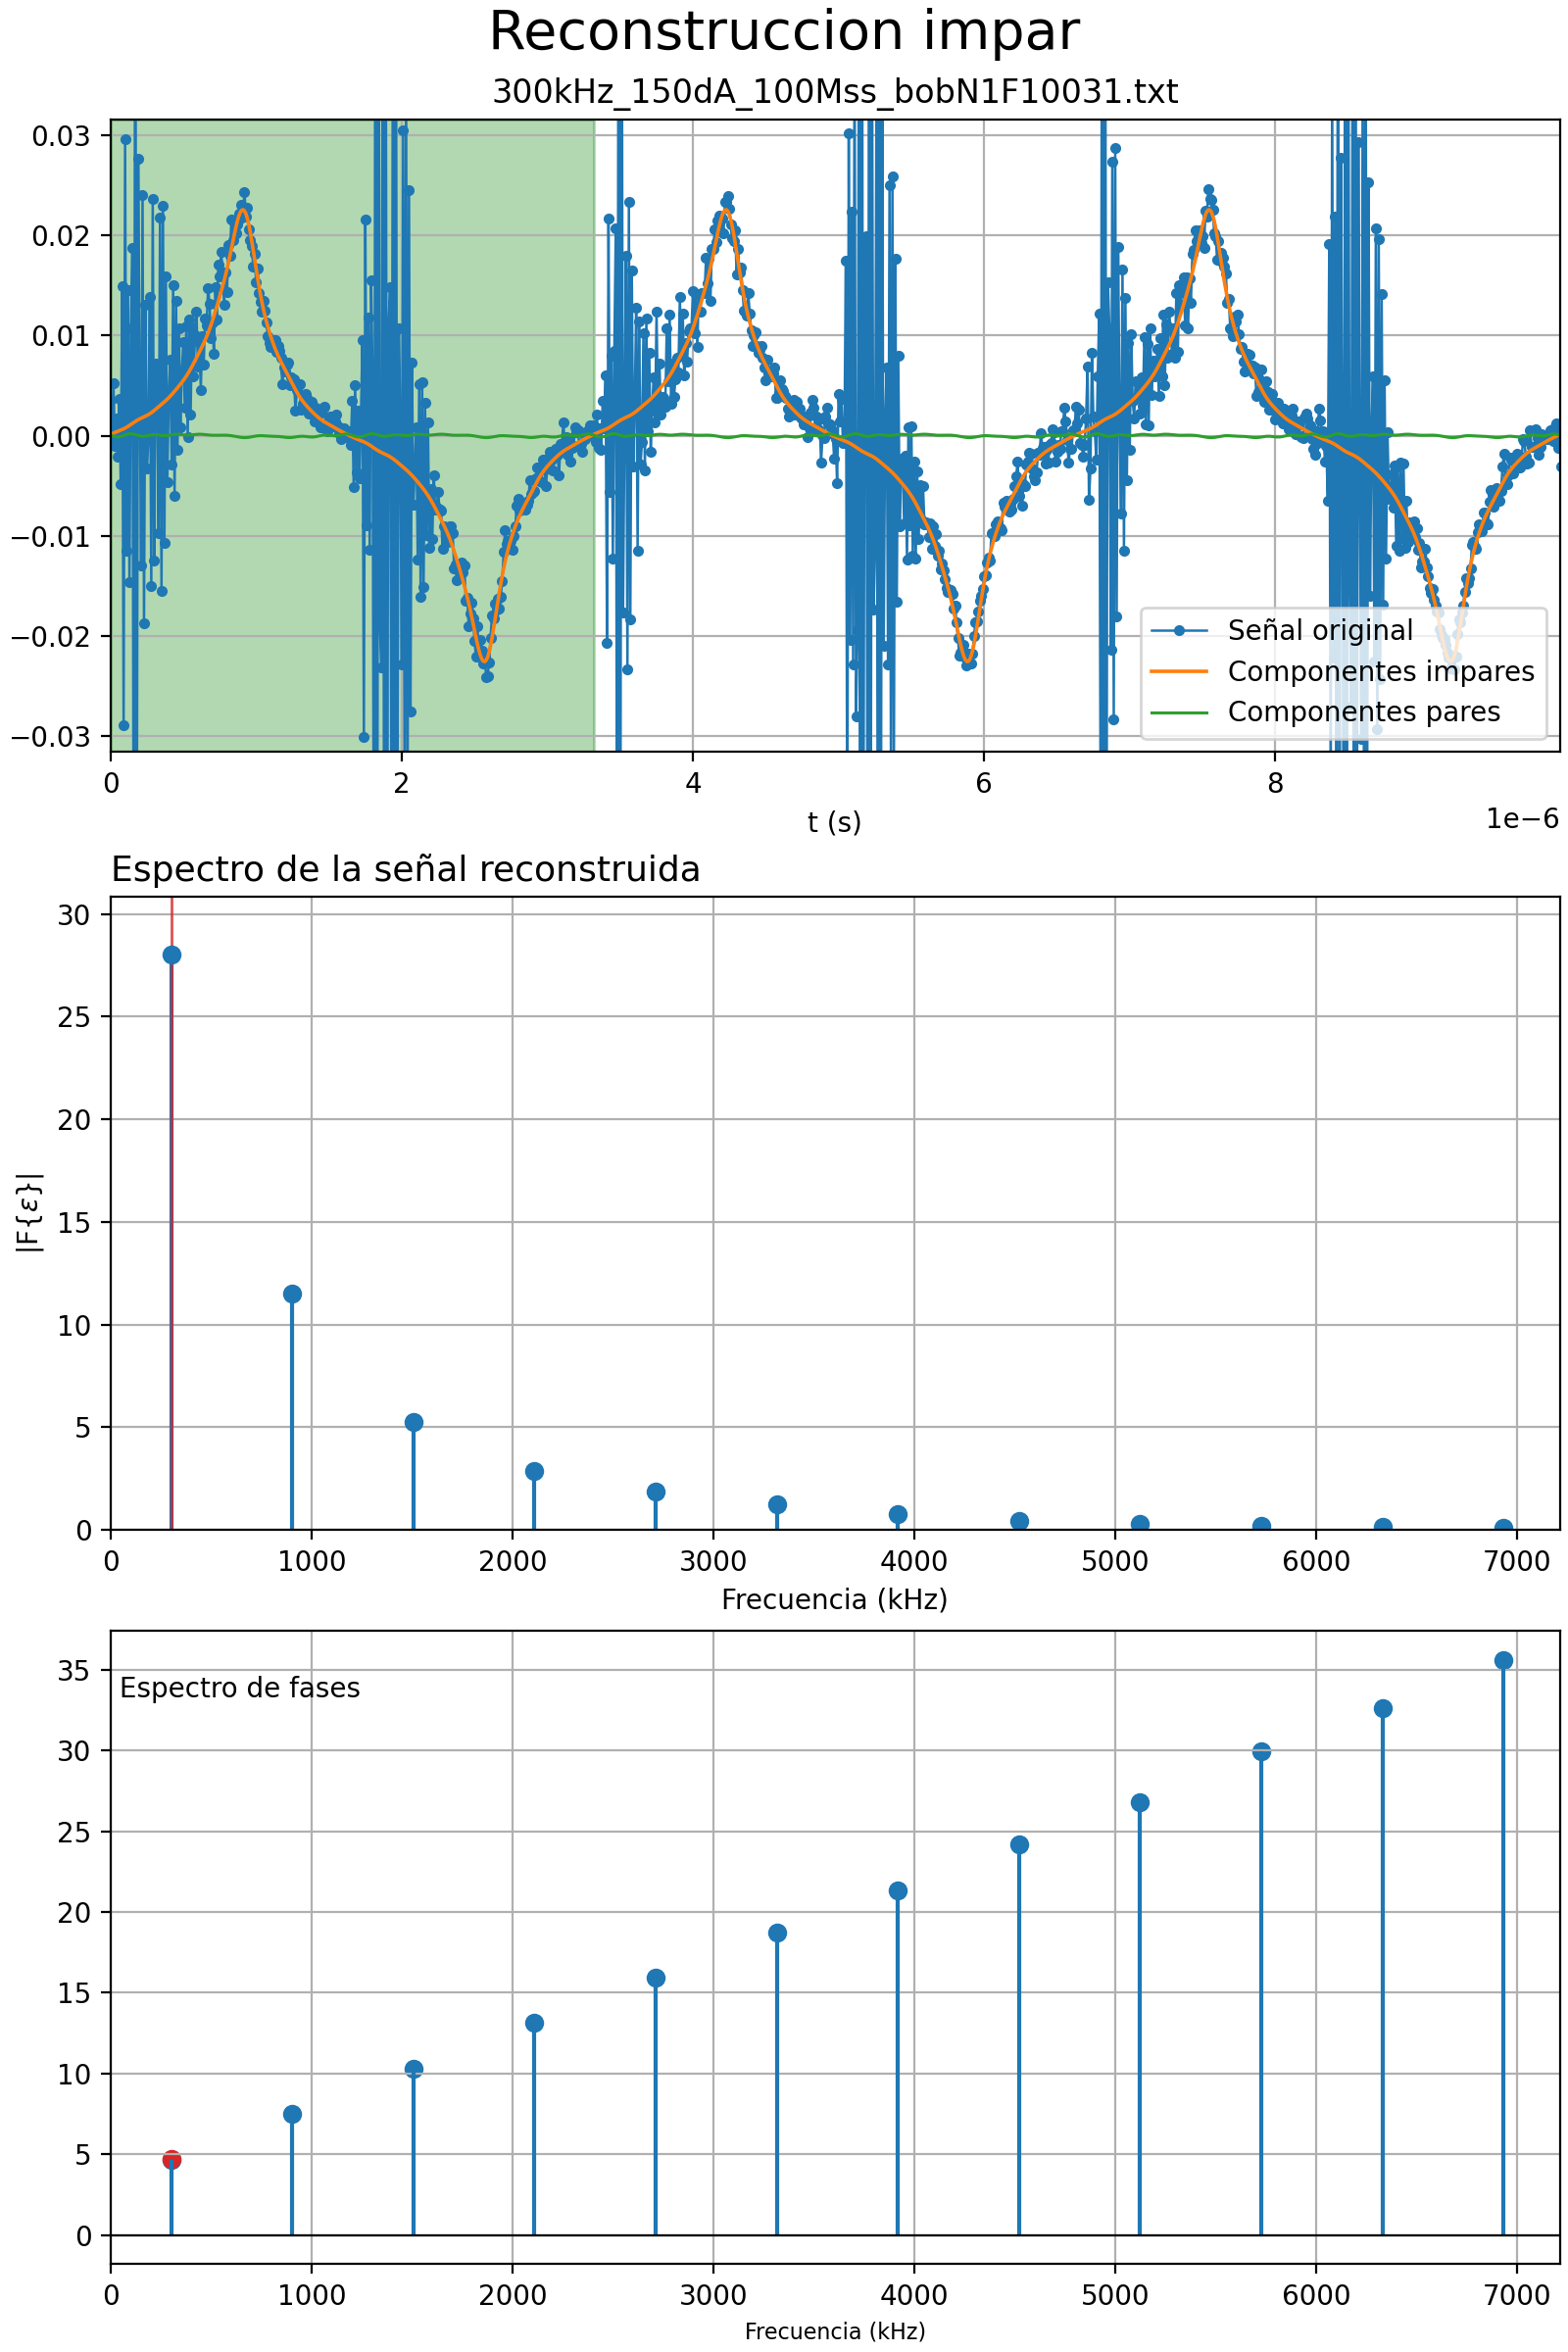 Reconstruccion impar
300kHz_150dA_100Mss_bobN1F10031.txt
0.03
0.02
0.01
0.00
−0.01
−0.02
−0.03
Señal original
Componentes impares
Componentes pares
0 2 4 6 8
t (s)
1e−6
Espectro de la señal reconstruida
30
25
20
15
10
5
0
|F{ε}|
0 1000 2000 3000 4000 5000 6000 7000
Frecuencia (kHz)
Espectro de fases
35
30
25
20
15
10
5
0
0 1000 2000 3000 4000 5000 6000 7000
Frecuencia (kHz)